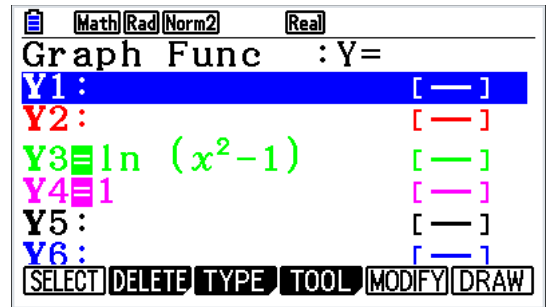 Math Rad Norm2 Real
Graph Func :Y=
Y1: [—]
Y2: [—]
Y3=ln (x²-1) [—]
Y4=1 [—]
Y5: [—]
Y6: [—]
SELECT DELETE TYPE TOOL MODIFY DRAW